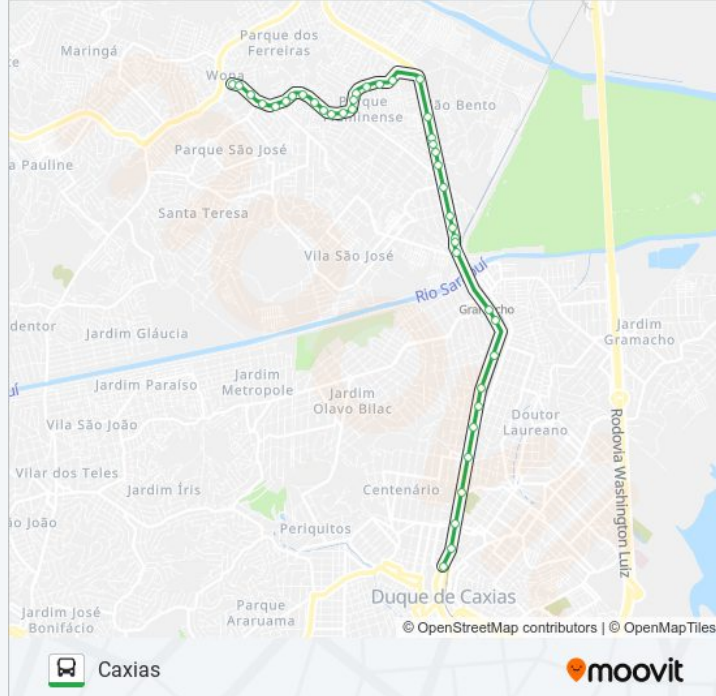 Maringá
Parque dos
Ferreiras
Wona
Parque
Fluminense
São Bento
Parque São José
a Pauline
Santa Teresa
Vila São José
Rio Sarapuí
Gramacho
dentor
Jardim Gláucia
Jardim
Gramacho
uí
Jardim Paraíso
Jardim
Metropole
Jardim
Olavo Bilac
Doutor
Laureano
Vila São João
Rodovia Washington Luiz
Vilar dos Teles
Jardim Íris
Centenário
ão João
Periquitos
Jardim José
Bonifácio
Parque
Araruama
Duque de Caxias
© OpenStreetMap contributors | © OpenMapTiles
Caxias
moovit